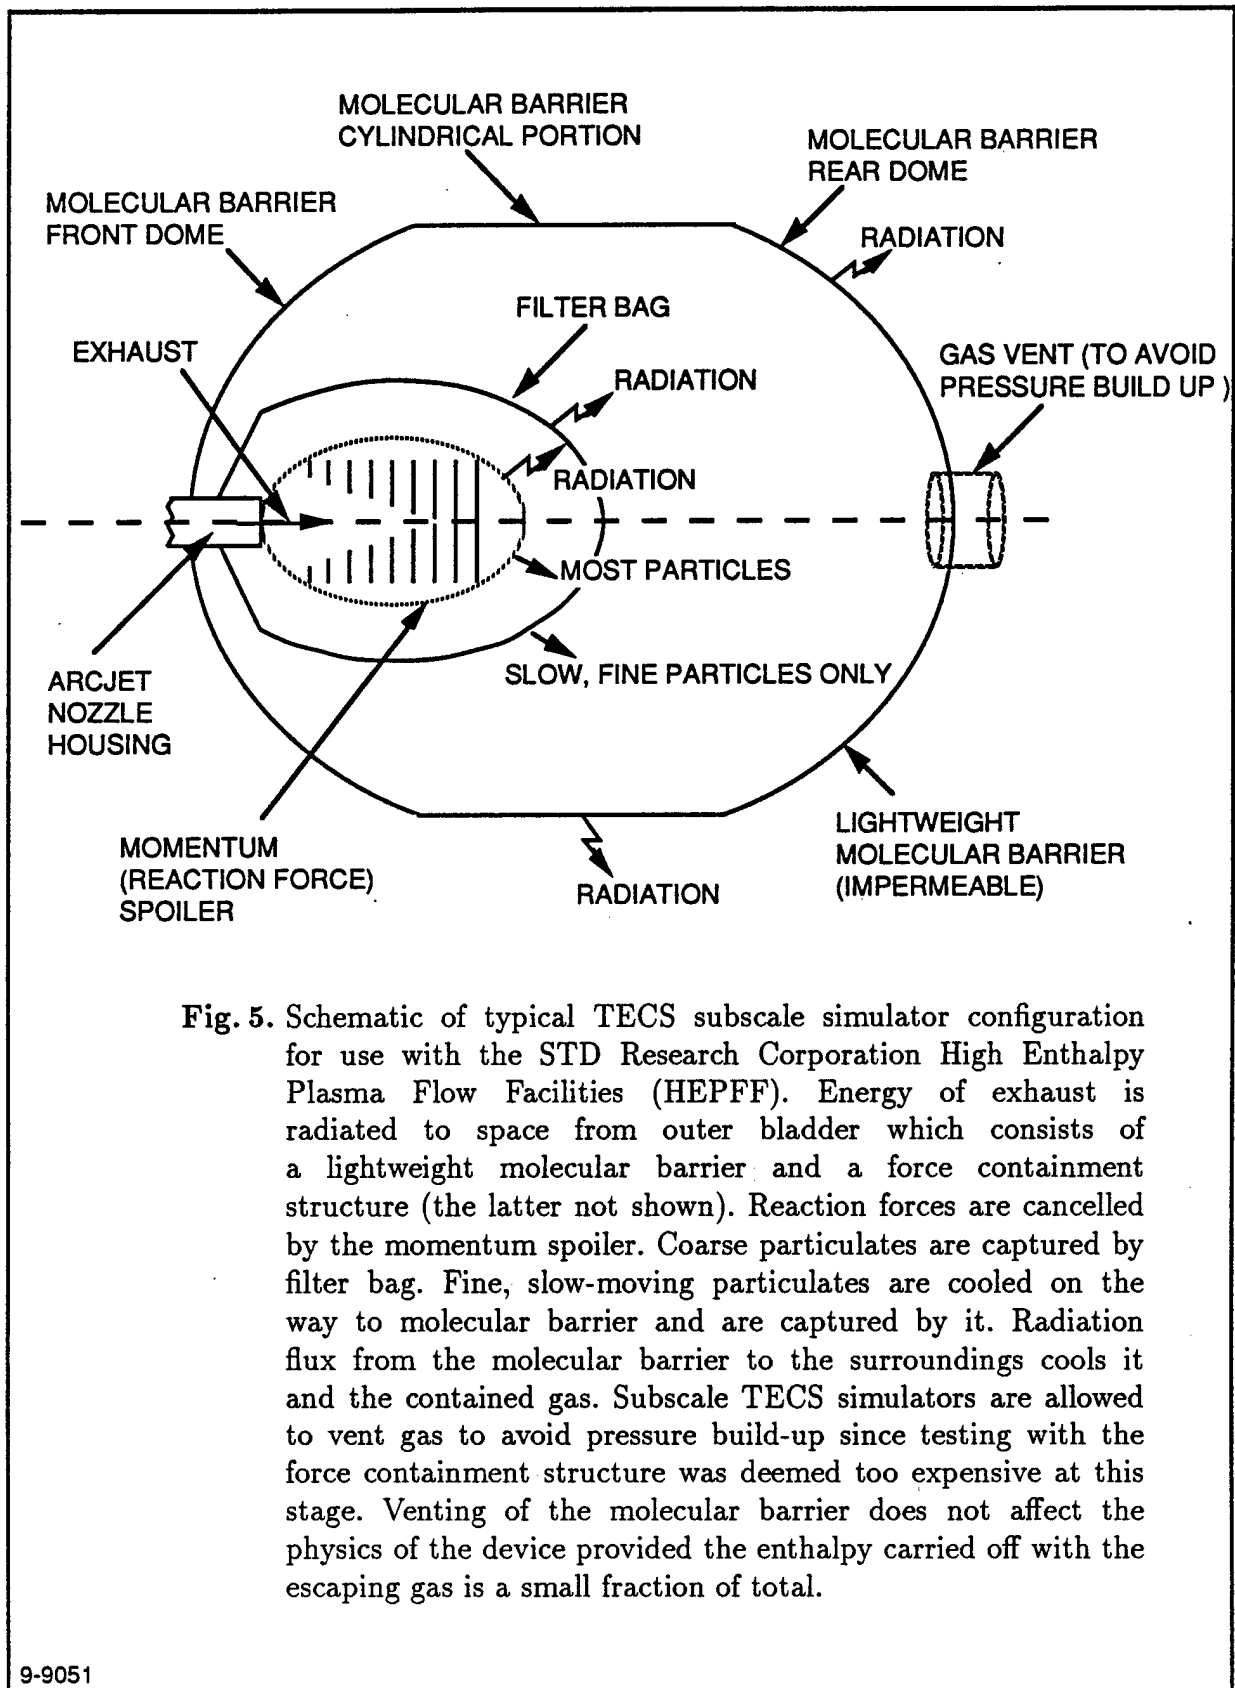 MOLECULAR BARRIER
CYLINDRICAL PORTION
MOLECULAR BARRIER
REAR DOME
MOLECULAR BARRIER
FRONT DOME
RADIATION
FILTER BAG
EXHAUST
GAS VENT (TO AVOID
PRESSURE BUILD UP )
RADIATION
RADIATION
MOST PARTICLES
SLOW, FINE PARTICLES ONLY
ARCJET
NOZZLE
HOUSING
MOMENTUM
(REACTION FORCE)
SPOILER
LIGHTWEIGHT
MOLECULAR BARRIER
(IMPERMEABLE)
RADIATION
Fig. 5. Schematic of typical TECS subscale simulator configuration
for use with the STD Research Corporation High Enthalpy
Plasma Flow Facilities (HEPFF). Energy of exhaust is
radiated to space from outer bladder which consists of
a lightweight molecular barrier and a force containment
structure (the latter not shown). Reaction forces are cancelled
by the momentum spoiler. Coarse particulates are captured by
filter bag. Fine, slow-moving particulates are cooled on the
way to molecular barrier and are captured by it. Radiation
flux from the molecular barrier to the surroundings cools it
and the contained gas. Subscale TECS simulators are allowed
to vent gas to avoid pressure build-up since testing with the
force containment structure was deemed too expensive at this
stage. Venting of the molecular barrier does not affect the
physics of the device provided the enthalpy carried off with the
escaping gas is a small fraction of total.
9-9051